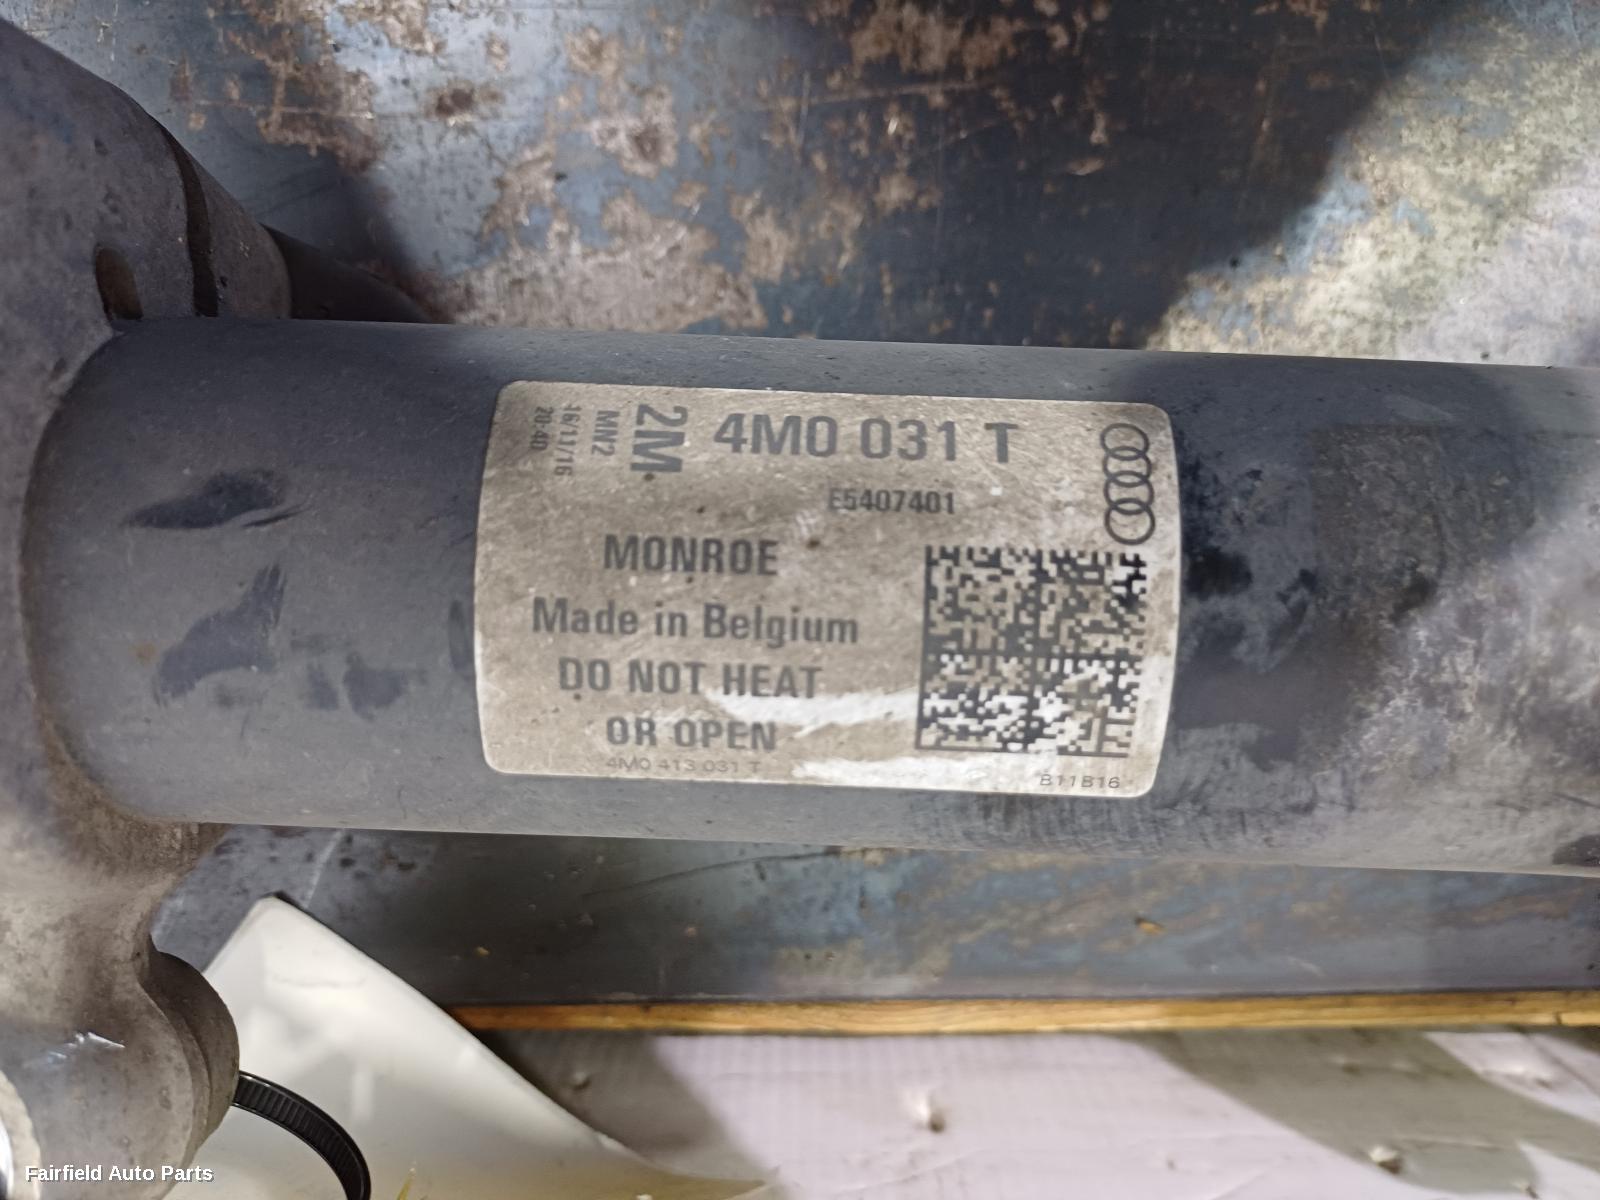 4M0 031 T
2M
MN2
16/11/16
20:40
E5407401
MONROE
Made in Belgium
DO NOT HEAT
OR OPEN
4M0 413 031 T
B11B16
Fairfield Auto Parts